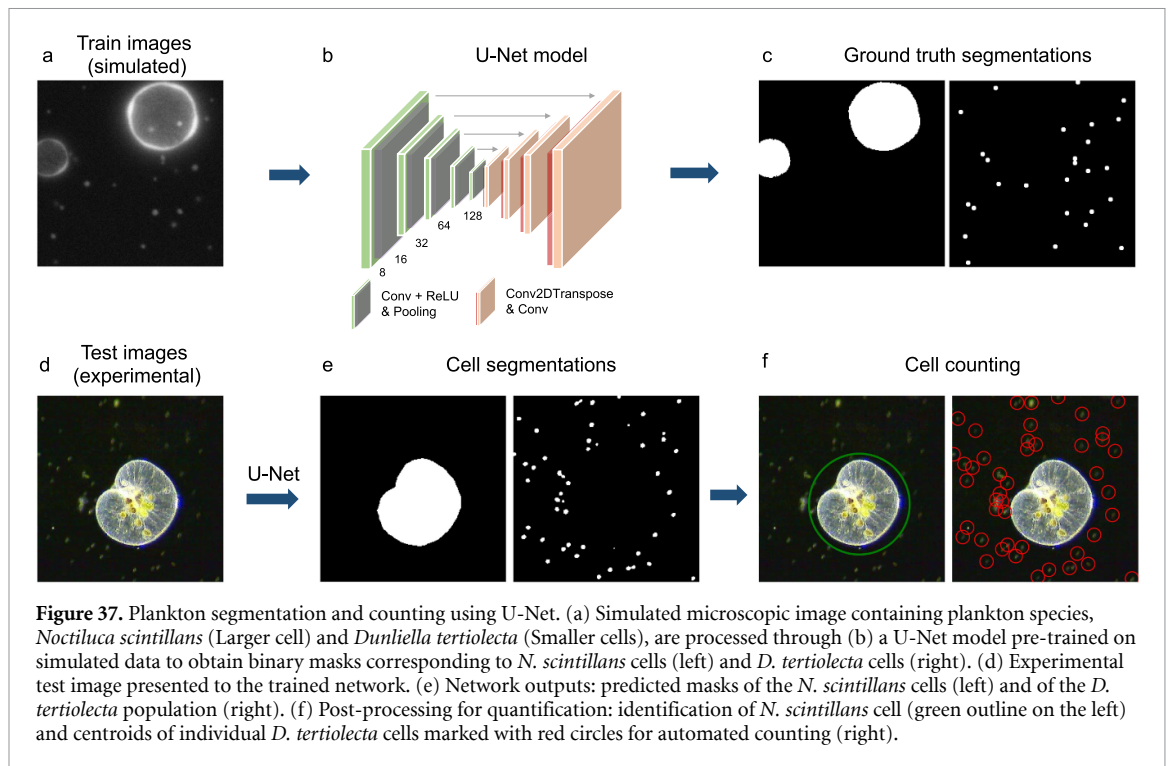 a
Train images
(simulated)
b
U-Net model
c
Ground truth segmentations
8
16
32
64
128
Conv + ReLU
& Pooling
Conv2DTranspose
& Conv
d
Test images
(experimental)
U-Net
e
Cell segmentations
f
Cell counting
Figure 37. Plankton segmentation and counting using U-Net. (a) Simulated microscopic image containing plankton species,
Noctiluca scintillans (Larger cell) and Dunliella tertiolecta (Smaller cells), are processed through (b) a U-Net model pre-trained on
simulated data to obtain binary masks corresponding to N. scintillans cells (left) and D. tertiolecta cells (right). (d) Experimental
test image presented to the trained network. (e) Network outputs: predicted masks of the N. scintillans cells (left) and of the D.
tertiolecta population (right). (f) Post-processing for quantification: identification of N. scintillans cell (green outline on the left)
and centroids of individual D. tertiolecta cells marked with red circles for automated counting (right).